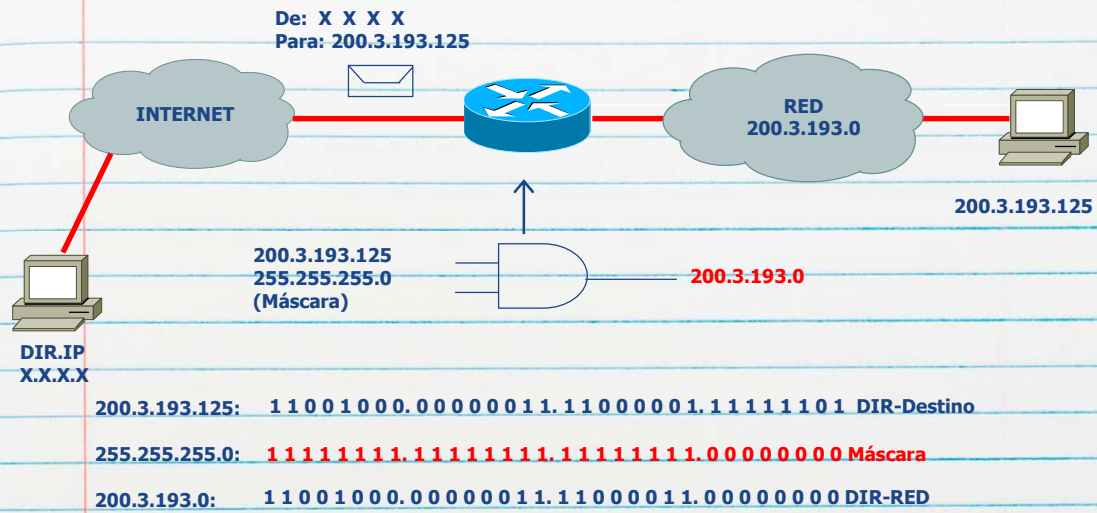 De: X X X X
Para: 200.3.193.125
INTERNET
RED
200.3.193.0
200.3.193.125
200.3.193.125
255.255.255.0
(Máscara)
200.3.193.0
DIR.IP
X.X.X.X
200.3.193.125: 1 1 0 0 1 0 0 0. 0 0 0 0 0 0 1 1. 1 1 0 0 0 0 0 1. 1 1 1 1 1 1 0 1 DIR-Destino
255.255.255.0: 1 1 1 1 1 1 1 1. 1 1 1 1 1 1 1 1. 1 1 1 1 1 1 1 1. 0 0 0 0 0 0 0 0 Máscara
200.3.193.0: 1 1 0 0 1 0 0 0. 0 0 0 0 0 0 1 1. 1 1 0 0 0 0 1 1. 0 0 0 0 0 0 0 0 DIR-RED